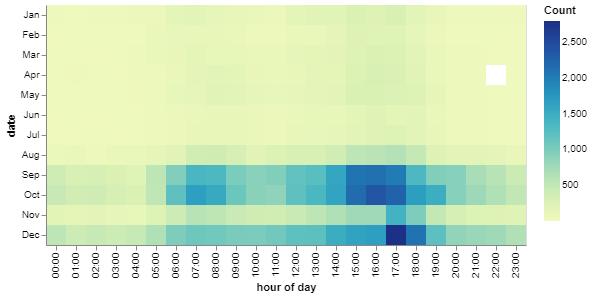 Count
Jan
Feb
Mar
Apr
May
Jun
Jul
Aug
Sep
Oct
Nov
Dec
date
2,500
2,000
1,500
1,000
500
00:00
01:00
02:00
03:00
04:00
05:00
06:00
07:00
08:00
09:00
10:00
11:00
12:00
13:00
14:00
15:00
16:00
17:00
18:00
19:00
20:00
21:00
22:00
23:00
hour of day